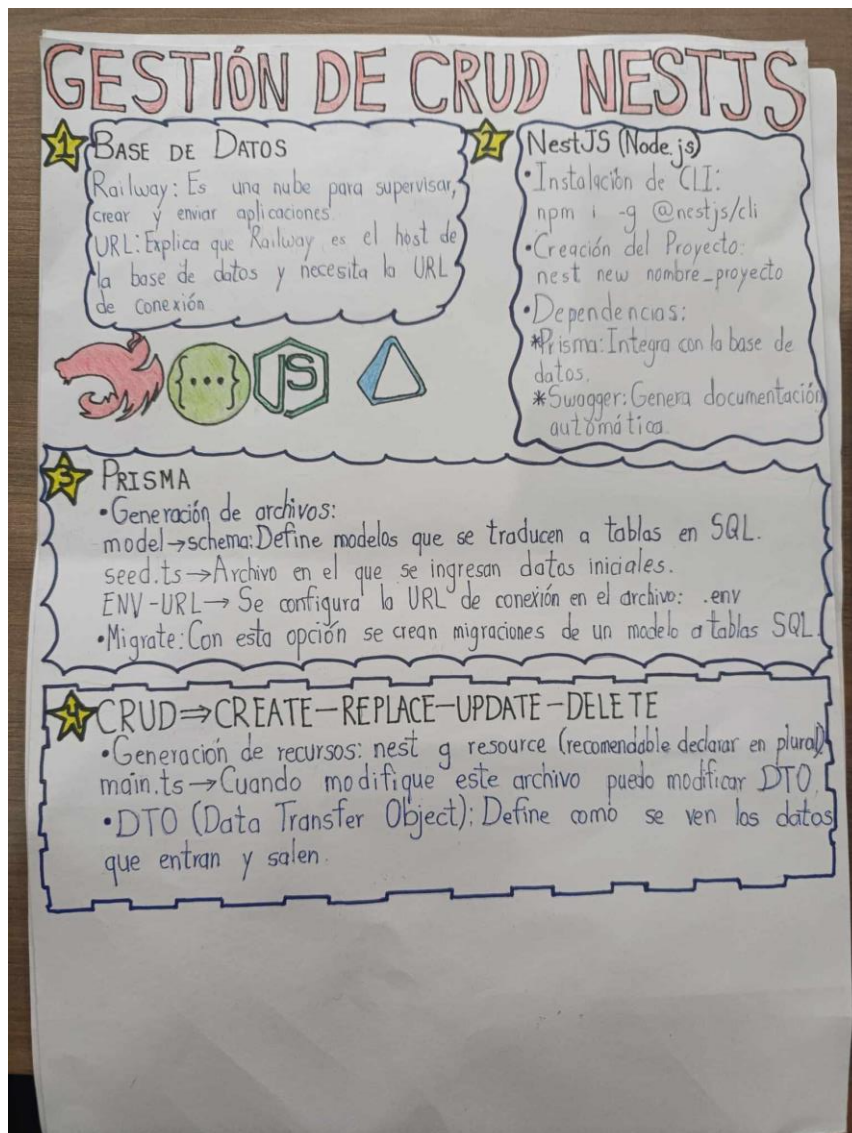 GESTIÓN DE CRUD NESTJS
1 BASE DE DATOS
Railway: Es una nube para supervisar,
crear y enviar aplicaciones.
URL: Explica que Railway es el host de
la base de datos y necesita la URL
de conexión.
2 NestJS (Node.js)
•Instalación de CLI:
npm i -g @nestjs/cli
•Creación del Proyecto:
nest new nombre_proyecto
•Dependencias:
*Prisma: Integra con la base de
datos.
*Swagger: Genera documentación
automática.
{...}
JS
3 PRISMA
•Generación de archivos:
model→schema: Define modelos que se traducen a tablas en SQL.
seed.ts→Archivo en el que se ingresan datos iniciales.
ENV-URL→ Se configura la URL de conexión en el archivo: .env
•Migrate: Con esta opción se crean migraciones de un modelo a tablas SQL.
4 CRUD⇒CREATE-REPLACE-UPDATE-DELETE
•Generación de recursos: nest g resource (recomendable declarar en plural)
main.ts→Cuando modifique este archivo puedo modificar DTO.
•DTO (Data Transfer Object): Define como se ven los datos
que entran y salen.